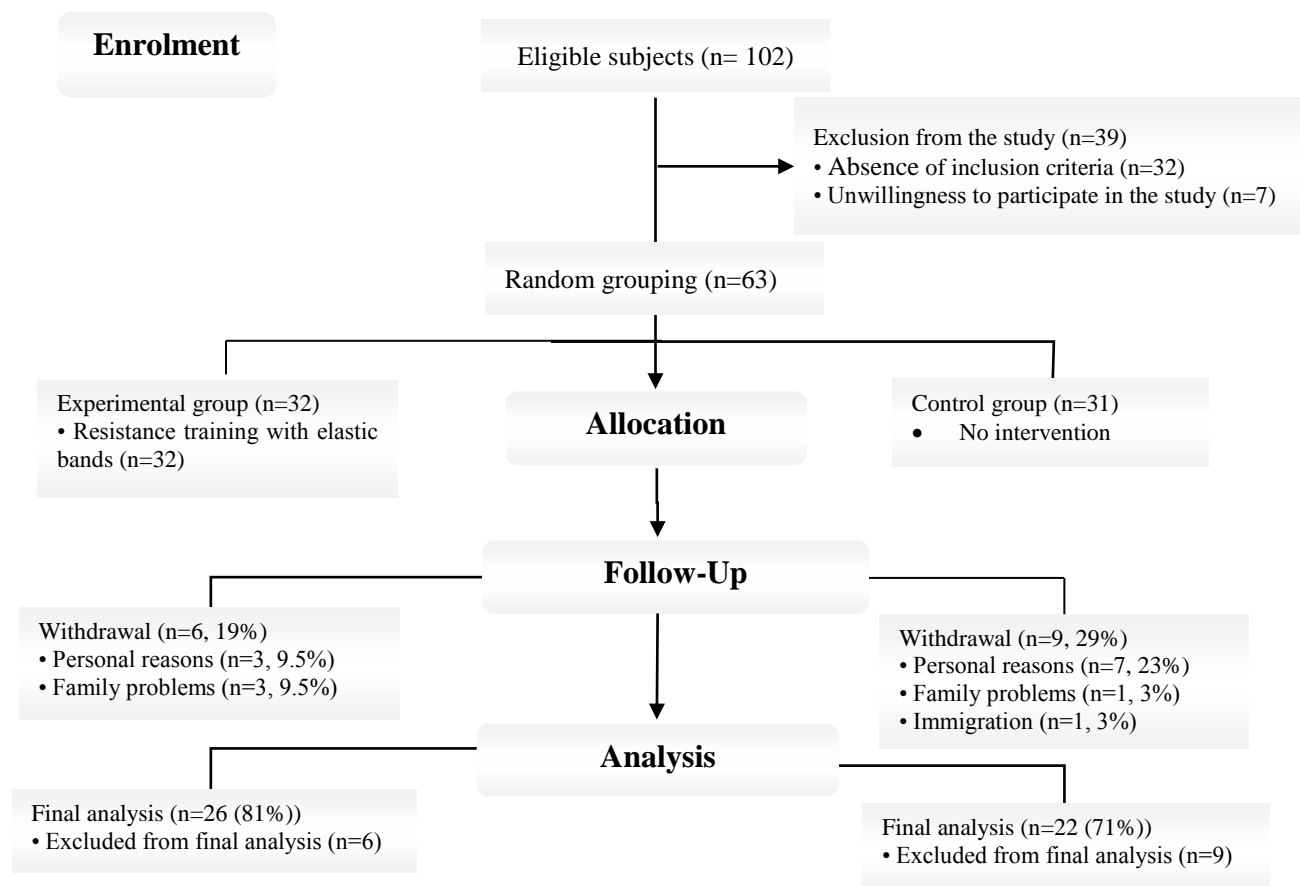 Enrolment
Eligible subjects (n= 102)
Exclusion from the study (n=39)
• Absence of inclusion criteria (n=32)
• Unwillingness to participate in the study (n=7)
Random grouping (n=63)
Experimental group (n=32)
• Resistance training with elastic
bands (n=32)
Allocation
Control group (n=31)
• No intervention
Follow-Up
Withdrawal (n=6, 19%)
• Personal reasons (n=3, 9.5%)
• Family problems (n=3, 9.5%)
Withdrawal (n=9, 29%)
• Personal reasons (n=7, 23%)
• Family problems (n=1, 3%)
• Immigration (n=1, 3%)
Analysis
Final analysis (n=26 (81%))
• Excluded from final analysis (n=6)
Final analysis (n=22 (71%))
• Excluded from final analysis (n=9)